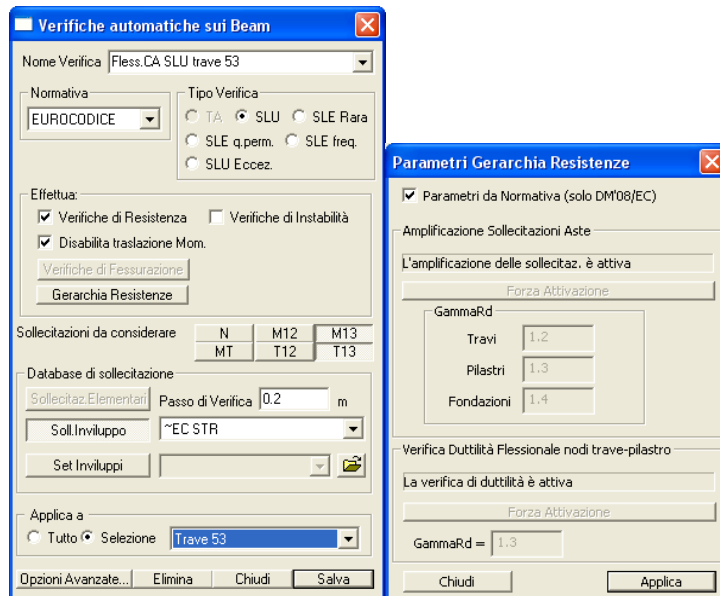 Verifiche automatiche sui Beam
Nome Verifica Fless.CA SLU trave 53
Normativa
EUROCODICE
Tipo Verifica
TA SLU SLE Rara
SLE q.perm. SLE freq.
SLU Eccez.
Effettua:
Verifiche di Resistenza Verifiche di Instabilità
Disabilita traslazione Mom.
Verifiche di Fessurazione
Gerarchia Resistenze
Sollecitazioni da considerare N M12 M13
MT T12 T13
Database di sollecitazione
Sollecitaz.Elementari Passo di Verifica 0.2 m
Soll.Inviluppo ~EC STR
Set Inviluppi
Applica a
Tutto Selezione Trave 53
Opzioni Avanzate... Elimina Chiudi Salva
Parametri Gerarchia Resistenze
Parametri da Normativa (solo DM'08/EC)
Amplificazione Sollecitazioni Aste
L'amplificazione delle sollecitaz. è attiva
Forza Attivazione
GammaRd
Travi 1.2
Pilastri 1.3
Fondazioni 1.4
Verifica Duttilità Flessionale nodi trave-pilastro
La verifica di duttilità è attiva
Forza Attivazione
GammaRd = 1.3
Chiudi Applica